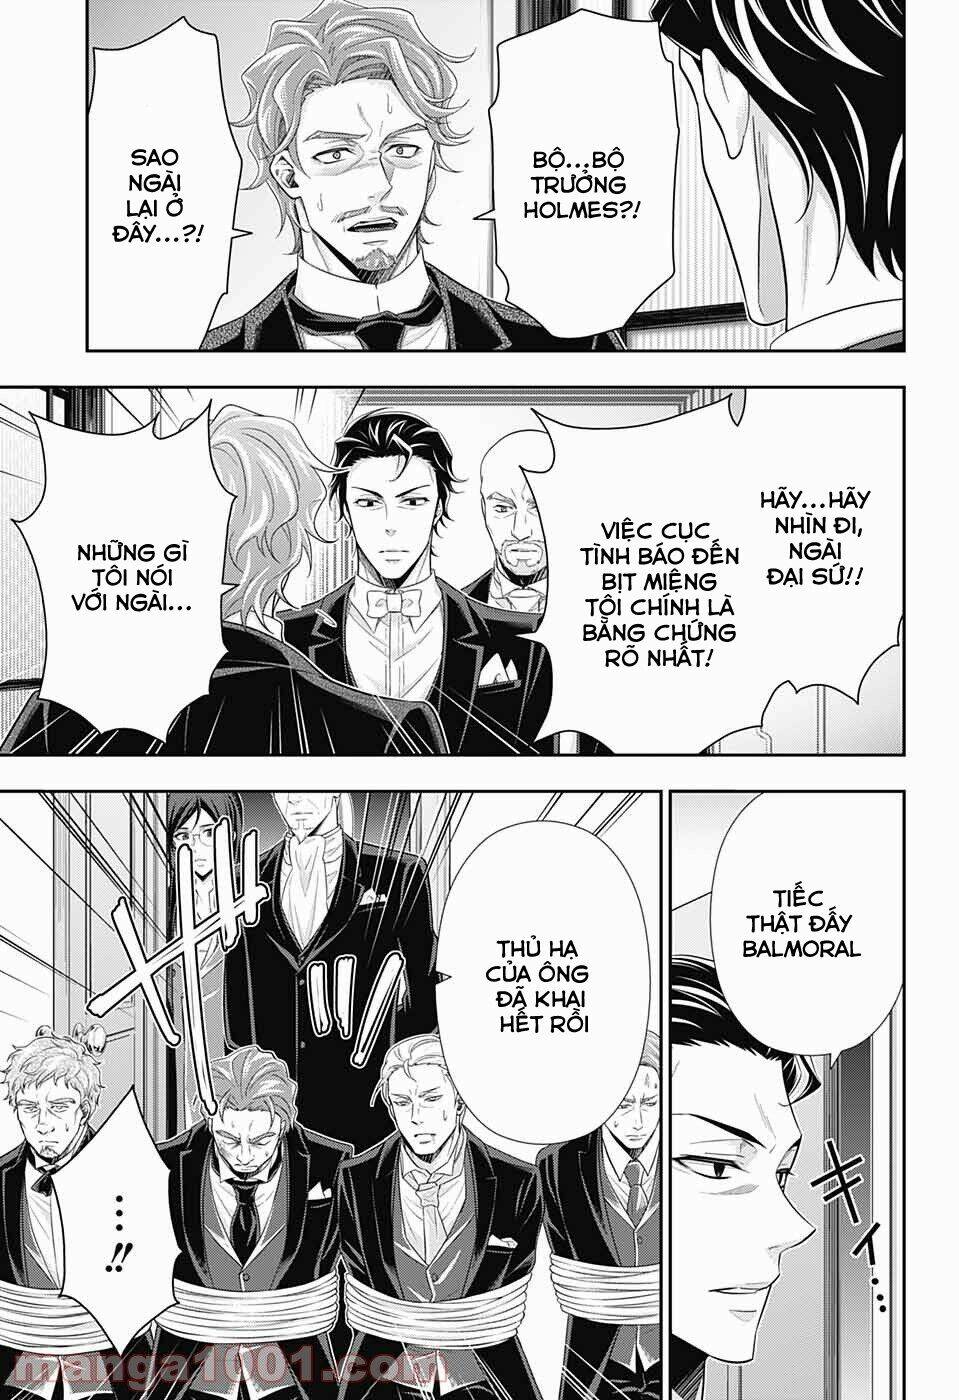 BỘ...BỘ
TRƯỞNG
HOLMES?!
SAO
NGÀI
LẠI Ở
ĐÂY...?!
HÃY...HÃY
NHÌN ĐI,
NGÀI
ĐẠI SỨ!!
VIỆC CỤC
TÌNH BÁO ĐẾN
BỊT MIỆNG
TÔI CHÍNH LÀ
BẰNG CHỨNG
RÕ NHẤT!
NHỮNG GÌ
TÔI NÓI
VỚI NGÀI...
TIẾC
THẬT ĐẤY
BALMORAL
THỦ HẠ
CỦA ÔNG
ĐÃ KHAI
HẾT RỒI
...!!
manga1001.com